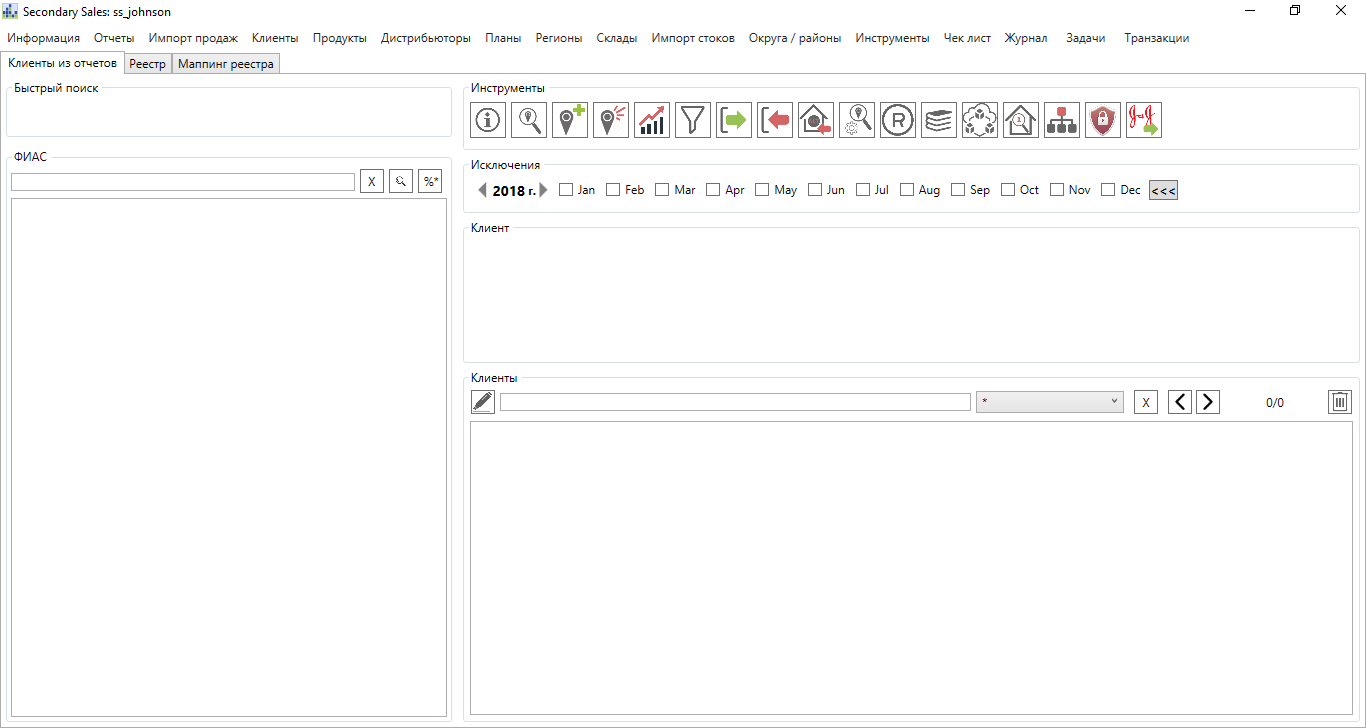 Secondary Sales: ss_johnson
Информация Отчеты Импорт продаж Клиенты Продукты Дистрибьюторы Планы Регионы Склады Импорт стоков Округа / районы Инструменты Чек лист Журнал Задачи Транзакции
Клиенты из отчетов Реестр Маппинг реестра
Быстрый поиск
ФИАС
X %*
Инструменты
R 1 J&J
Исключения
2018 г. Jan Feb Mar Apr May Jun Jul Aug Sep Oct Nov Dec <<<
Клиент
Клиенты
* X 0/0